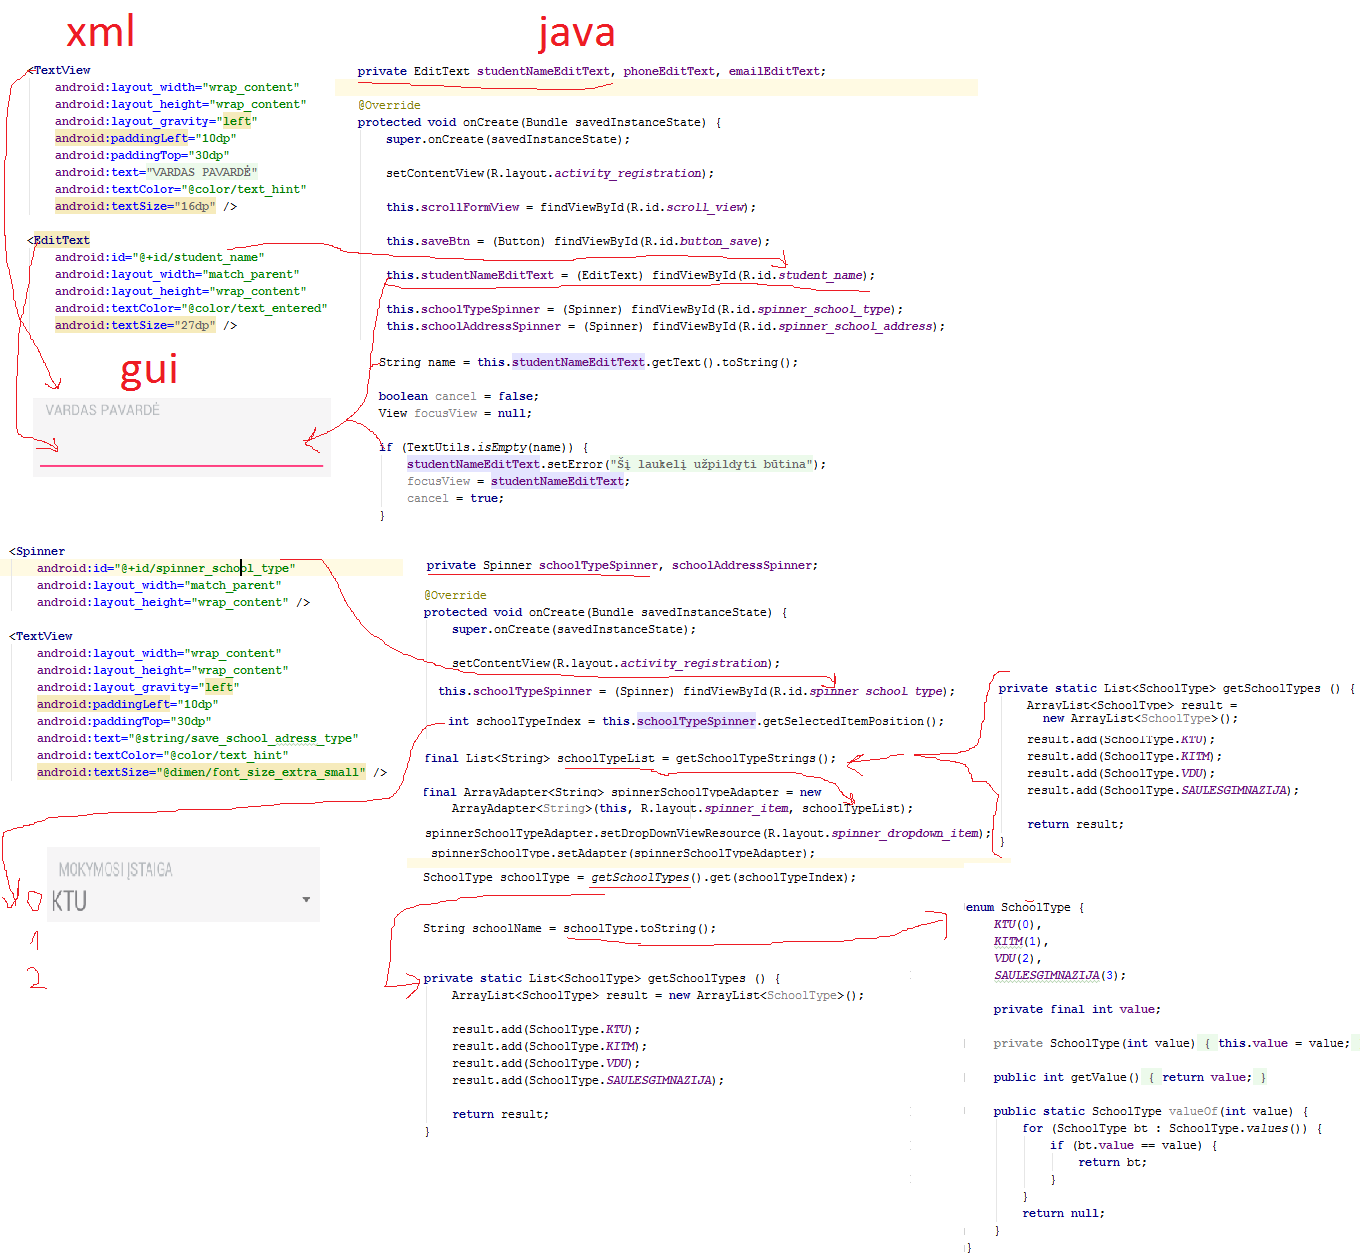 xml
<TextView
android:layout_width="wrap_content"
android:layout_height="wrap_content"
android:layout_gravity="left"
android:paddingLeft="10dp"
android:paddingTop="30dp"
android:text="VARDAS PAVARDĖ"
android:textColor="@color/text_hint"
android:textSize="16dp" />
<EditText
android:id="@+id/student_name"
android:layout_width="match_parent"
android:layout_height="wrap_content"
android:textColor="@color/text_entered"
android:textSize="27dp" />
gui
VARDAS PAVARDĖ
java
private EditText studentNameEditText, phoneEditText, emailEditText;
@Override
protected void onCreate(Bundle savedInstanceState) {
super.onCreate(savedInstanceState);
setContentView(R.layout.activity_registration);
this.scrollFormView = findViewById(R.id.scroll_view);
this.saveBtn = (Button) findViewById(R.id.button_save);
this.studentNameEditText = (EditText) findViewById(R.id.student_name);
this.schoolTypeSpinner = (Spinner) findViewById(R.id.spinner_school_type);
this.schoolAddressSpinner = (Spinner) findViewById(R.id.spinner_school_address);
String name = this.studentNameEditText.getText().toString();
boolean cancel = false;
View focusView = null;
if (TextUtils.isEmpty(name)) {
studentNameEditText.setError("Šį laukelį užpildyti būtina");
focusView = studentNameEditText;
cancel = true;
}
<Spinner
android:id="@+id/spinner_school_type"
android:layout_width="match_parent"
android:layout_height="wrap_content" />
<TextView
android:layout_width="wrap_content"
android:layout_height="wrap_content"
android:layout_gravity="left"
android:paddingLeft="10dp"
android:paddingTop="30dp"
android:text="@string/save_school_adress_type"
android:textColor="@color/text_hint"
android:textSize="@dimen/font_size_extra_small" />
MOKYMOSI ĮSTAIGA
0 KTU
1
2
private Spinner schoolTypeSpinner, schoolAddressSpinner;
@Override
protected void onCreate(Bundle savedInstanceState) {
super.onCreate(savedInstanceState);
setContentView(R.layout.activity_registration);
this.schoolTypeSpinner = (Spinner) findViewById(R.id.spinner_school_type);
int schoolTypeIndex = this.schoolTypeSpinner.getSelectedItemPosition();
final List<String> schoolTypeList = getSchoolTypeStrings();
final ArrayAdapter<String> spinnerSchoolTypeAdapter = new
ArrayAdapter<String>(this, R.layout.spinner_item, schoolTypeList);
spinnerSchoolTypeAdapter.setDropDownViewResource(R.layout.spinner_dropdown_item);
spinnerSchoolType.setAdapter(spinnerSchoolTypeAdapter);
SchoolType schoolType = getSchoolTypes().get(schoolTypeIndex);
String schoolName = schoolType.toString();
private static List<SchoolType> getSchoolTypes () {
ArrayList<SchoolType> result = new ArrayList<SchoolType>();
result.add(SchoolType.KTU);
result.add(SchoolType.KITM);
result.add(SchoolType.VDU);
result.add(SchoolType.SAULESGIMNAZIJA);
return result;
}
private static List<SchoolType> getSchoolTypes () {
ArrayList<SchoolType> result =
new ArrayList<SchoolType>();
result.add(SchoolType.KTU);
result.add(SchoolType.KITM);
result.add(SchoolType.VDU);
result.add(SchoolType.SAULESGIMNAZIJA);
return result;
}
enum SchoolType {
KTU(0),
KITM(1),
VDU(2),
SAULESGIMNAZIJA(3);
private final int value;
private SchoolType(int value) { this.value = value;
public int getValue() { return value; }
public static SchoolType valueOf(int value) {
for (SchoolType bt : SchoolType.values()) {
if (bt.value == value) {
return bt;
}
}
return null;
}
}